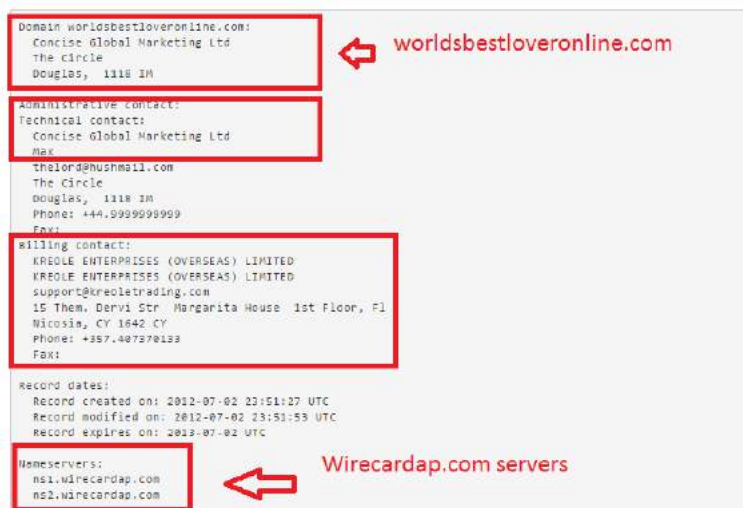 Domain worldsbestloveronline.com:
Concise Global Marketing Ltd
The Circle
Douglas, 1118 IM
worldsbestloveronline.com
Administrative contact:
Technical contact:
Concise Global Marketing Ltd
Max
thelord@hushmail.com
The Circle
Douglas, 1118 IM
Phone: +44.9999999999
Fax:
Billing contact:
KREOLE ENTERPRISES (OVERSEAS) LIMITED
KREOLE ENTERPRISES (OVERSEAS) LIMITED
support@kreoletrading.com
15 Them. Dervi Str Margarita House 1st Floor, Fl
Nicosia, CY 1642 CY
Phone: +357.407370133
Fax:
Record dates:
Record created on: 2012-07-02 23:51:27 UTC
Record modified on: 2012-07-02 23:51:53 UTC
Record expires on: 2013-07-02 UTC
Nameservers:
ns1.wirecardap.com
ns2.wirecardap.com
Wirecardap.com servers